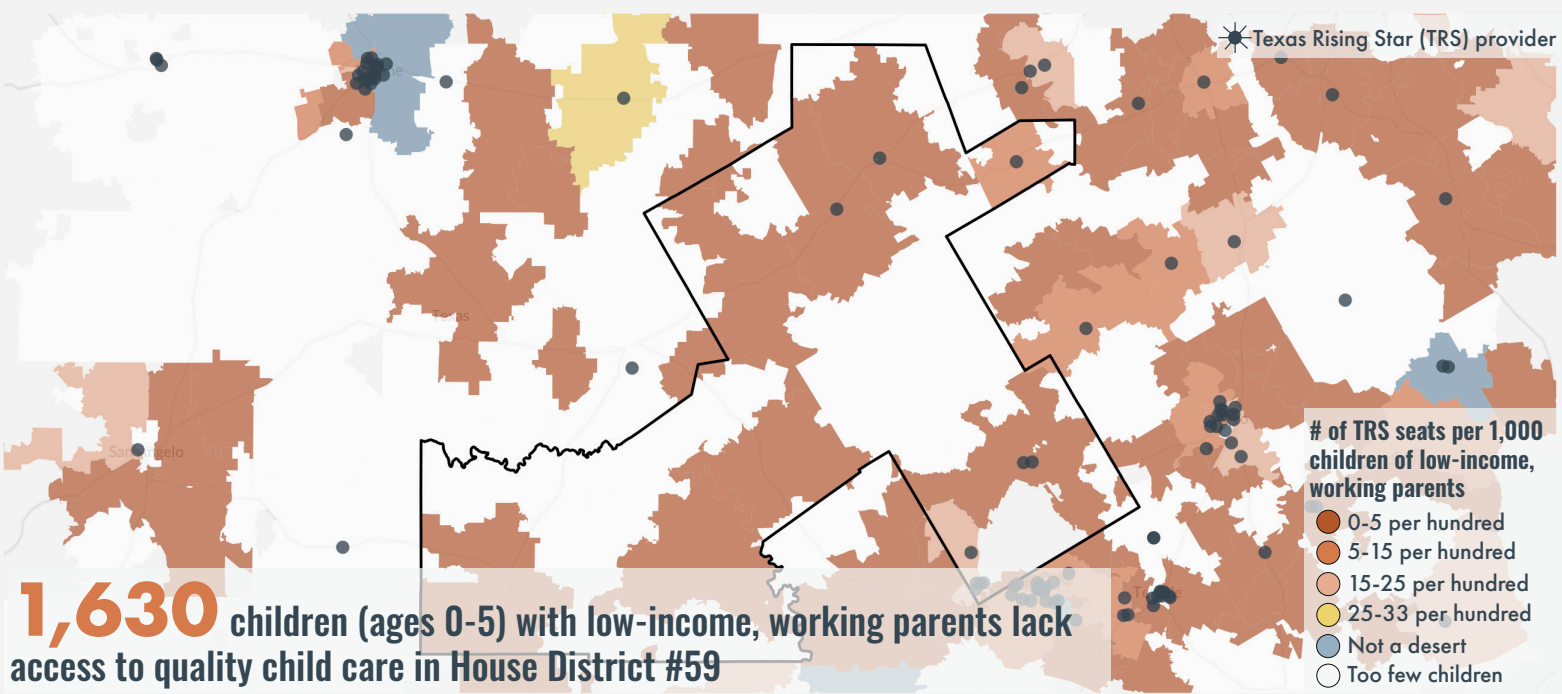 Texas Rising Star (TRS) provider
Texas
San Angelo
# of TRS seats per 1,000
children of low-income,
working parents
0-5 per hundred
5-15 per hundred
15-25 per hundred
25-33 per hundred
Not a desert
Too few children
1,630 children (ages 0-5) with low-income, working parents lack
access to quality child care in House District #59